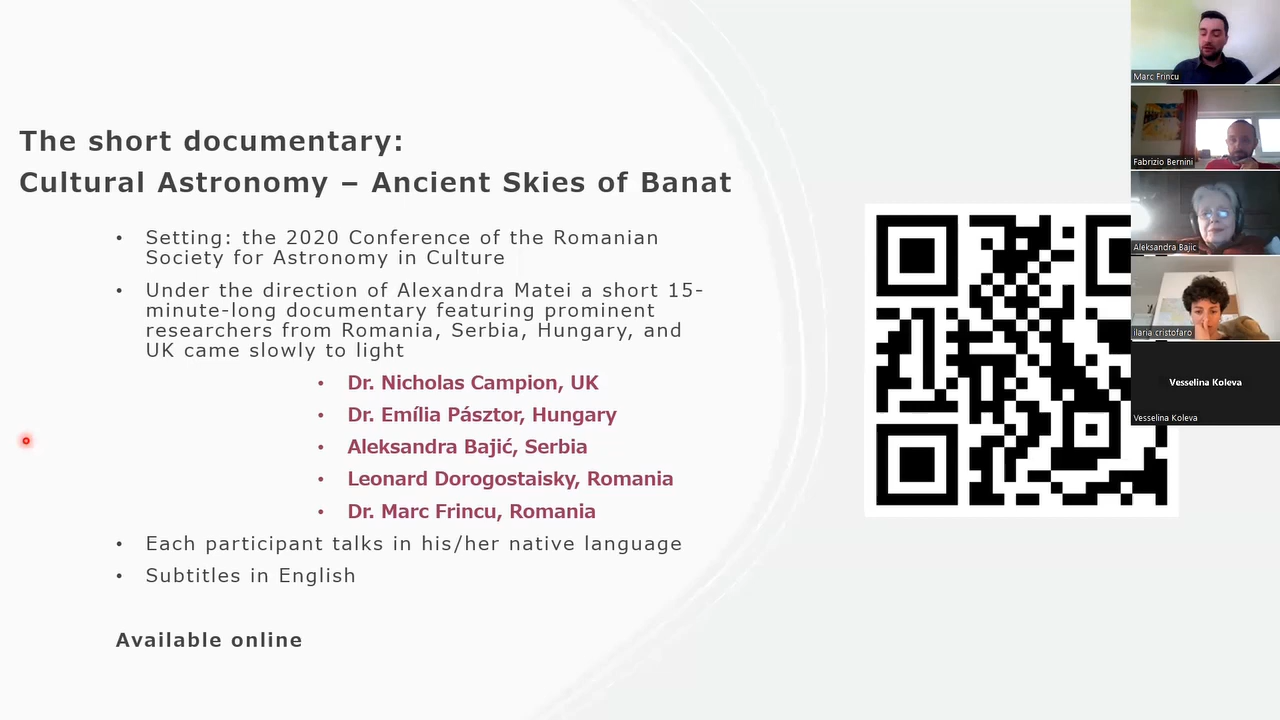 The short documentary:
Cultural Astronomy – Ancient Skies of Banat
• Setting: the 2020 Conference of the Romanian
Society for Astronomy in Culture
• Under the direction of Alexandra Matei a short 15-
minute-long documentary featuring prominent
researchers from Romania, Serbia, Hungary, and
UK came slowly to light
• Dr. Nicholas Campion, UK
• Dr. Emília Pásztor, Hungary
• Aleksandra Bajić, Serbia
• Leonard Dorogostaisky, Romania
• Dr. Marc Frincu, Romania
• Each participant talks in his/her native language
• Subtitles in English
Available online
Marc Frincu
Fabrizio Bernini
Aleksandra Bajic
ilaria cristofaro
Vesselina Koleva
Vesselina Koleva